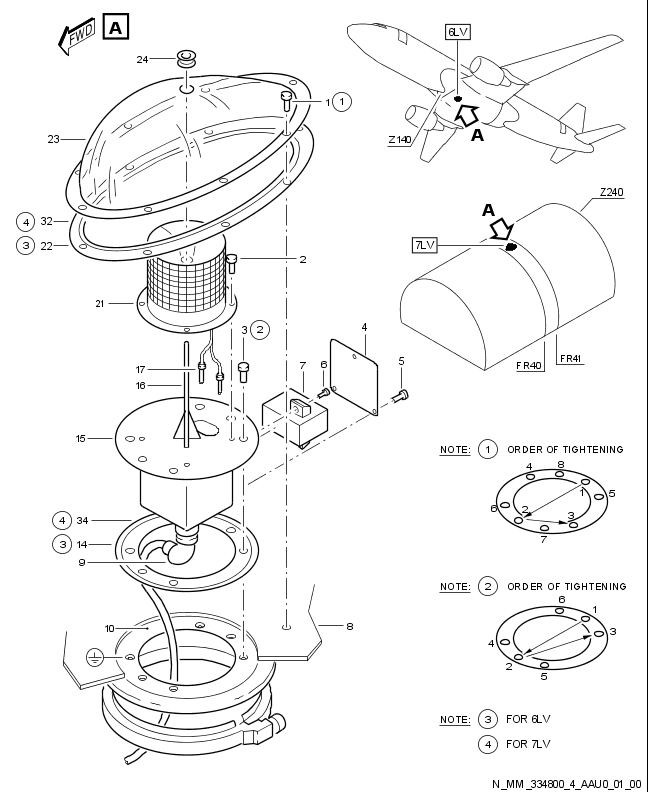 FWD
A
24
6LV
1 1
A
Z140
23
Z240
A
4 32
7LV
3 22
2
21
3 2
4
FR40
FR41
17
7
6
5
16
15
NOTE: 1 ORDER OF TIGHTENING
4
8
1
5
6
2
3
7
4 34
3 14
9
NOTE: 2 ORDER OF TIGHTENING
6
1
3
4
2
5
10
8
NOTE: 3 FOR 6LV
4 FOR 7LV
N_MM_334800_4_AAU0_01_00